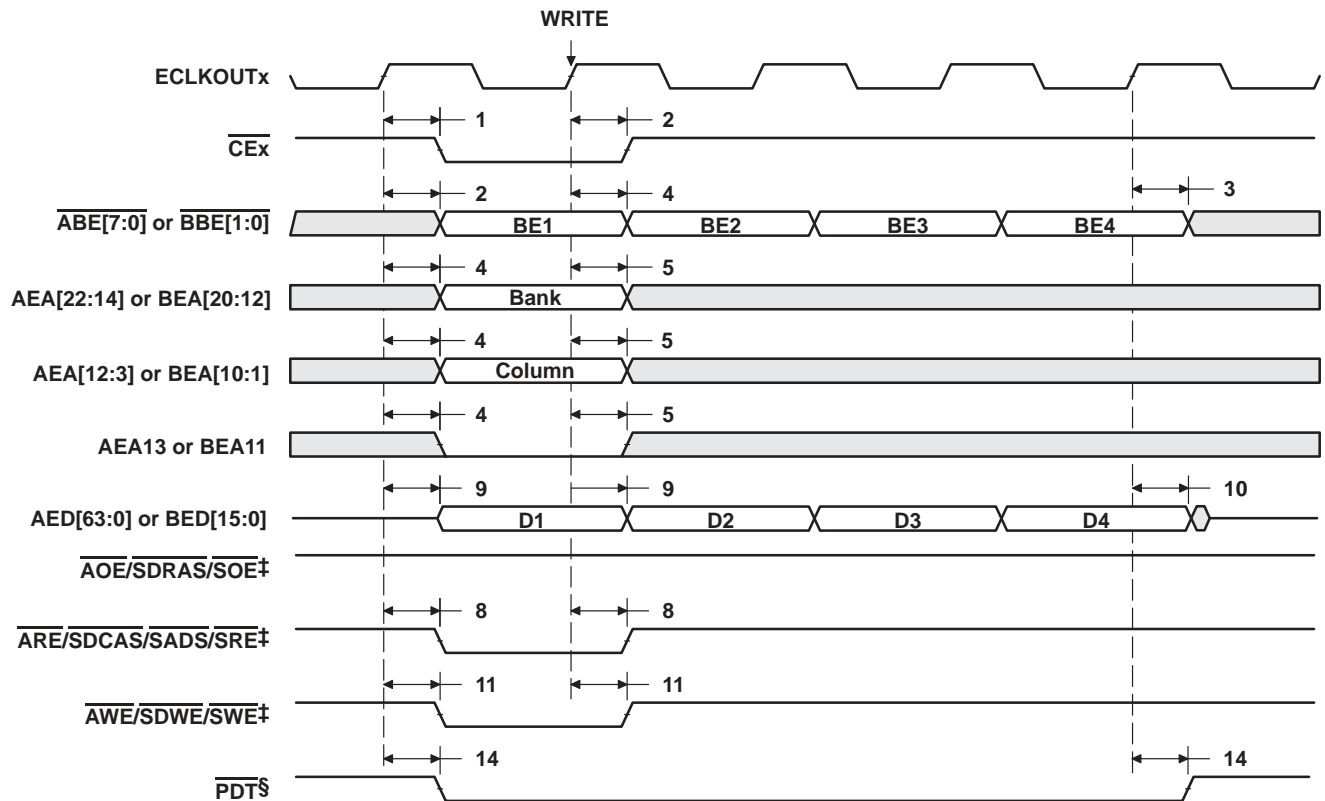 WRITE
ECLKOUTx
1 2
CEx
2 4 3
ABE[7:0] or BBE[1:0] BE1 BE2 BE3 BE4
4 5
AEA[22:14] or BEA[20:12] Bank
4 5
AEA[12:3] or BEA[10:1] Column
4 5
AEA13 or BEA11
9 9 10
AED[63:0] or BED[15:0] D1 D2 D3 D4
AOE/SDRAS/SOE‡
8 8
ARE/SDCAS/SADS/SRE‡
11 11
AWE/SDWE/SWE‡
14 14
PDT§